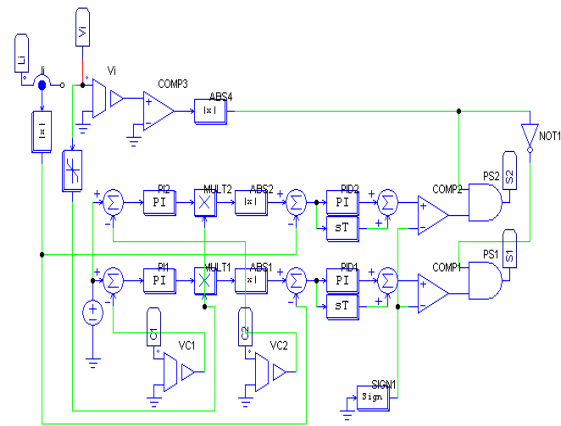 Li
Ii
Vi
Vi
COMP3
|x|
ABS4
|x|
NOT1
PI2
MULT2
ABS2
PID2
COMP2
PS2
S2
PI
|x|
PI
sT
PI1
MULT1
ABS1
PID1
COMP1
PS1
S1
PI
|x|
PI
sT
C1
VC1
C2
VC2
SIGN1
Sign